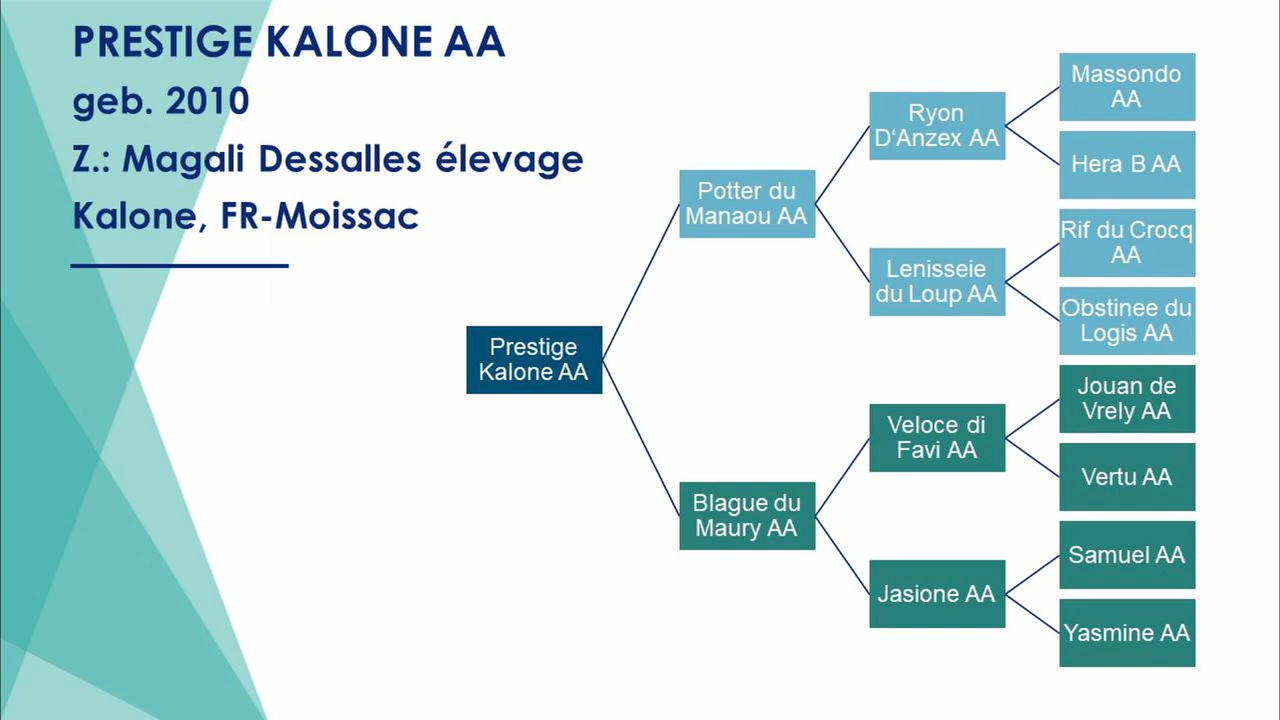 PRESTIGE KALONE AA
geb. 2010
Z.: Magali Dessalles élevage
Kalone, FR-Moissac
Prestige
Kalone AA
Potter du
Manaou AA
Blague du
Maury AA
Ryon
D‘Anzex AA
Lenisseie
du Loup AA
Veloce di
Favi AA
Jasione AA
Massondo
AA
Hera B AA
Rif du Crocq
AA
Obstinee du
Logis AA
Jouan de
Vrely AA
Vertu AA
Samuel AA
Yasmine AA